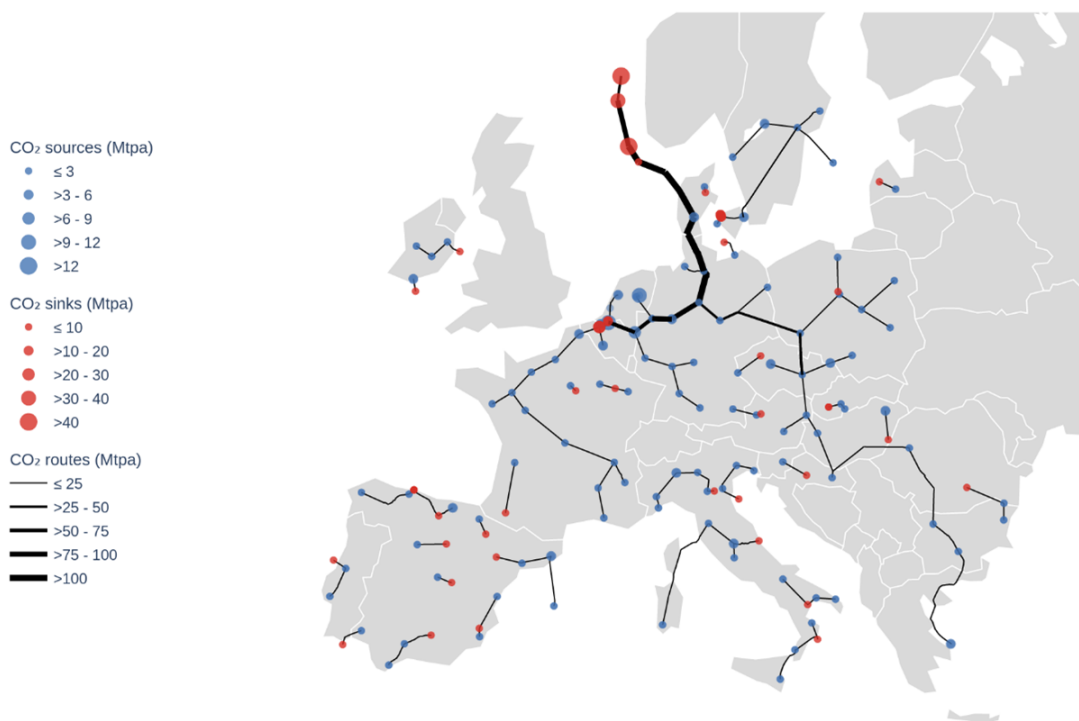 CO₂ sources (Mtpa)
≤ 3
>3 - 6
>6 - 9
>9 - 12
>12
CO₂ sinks (Mtpa)
≤ 10
>10 - 20
>20 - 30
>30 - 40
>40
CO₂ routes (Mtpa)
≤ 25
>25 - 50
>50 - 75
>75 - 100
>100